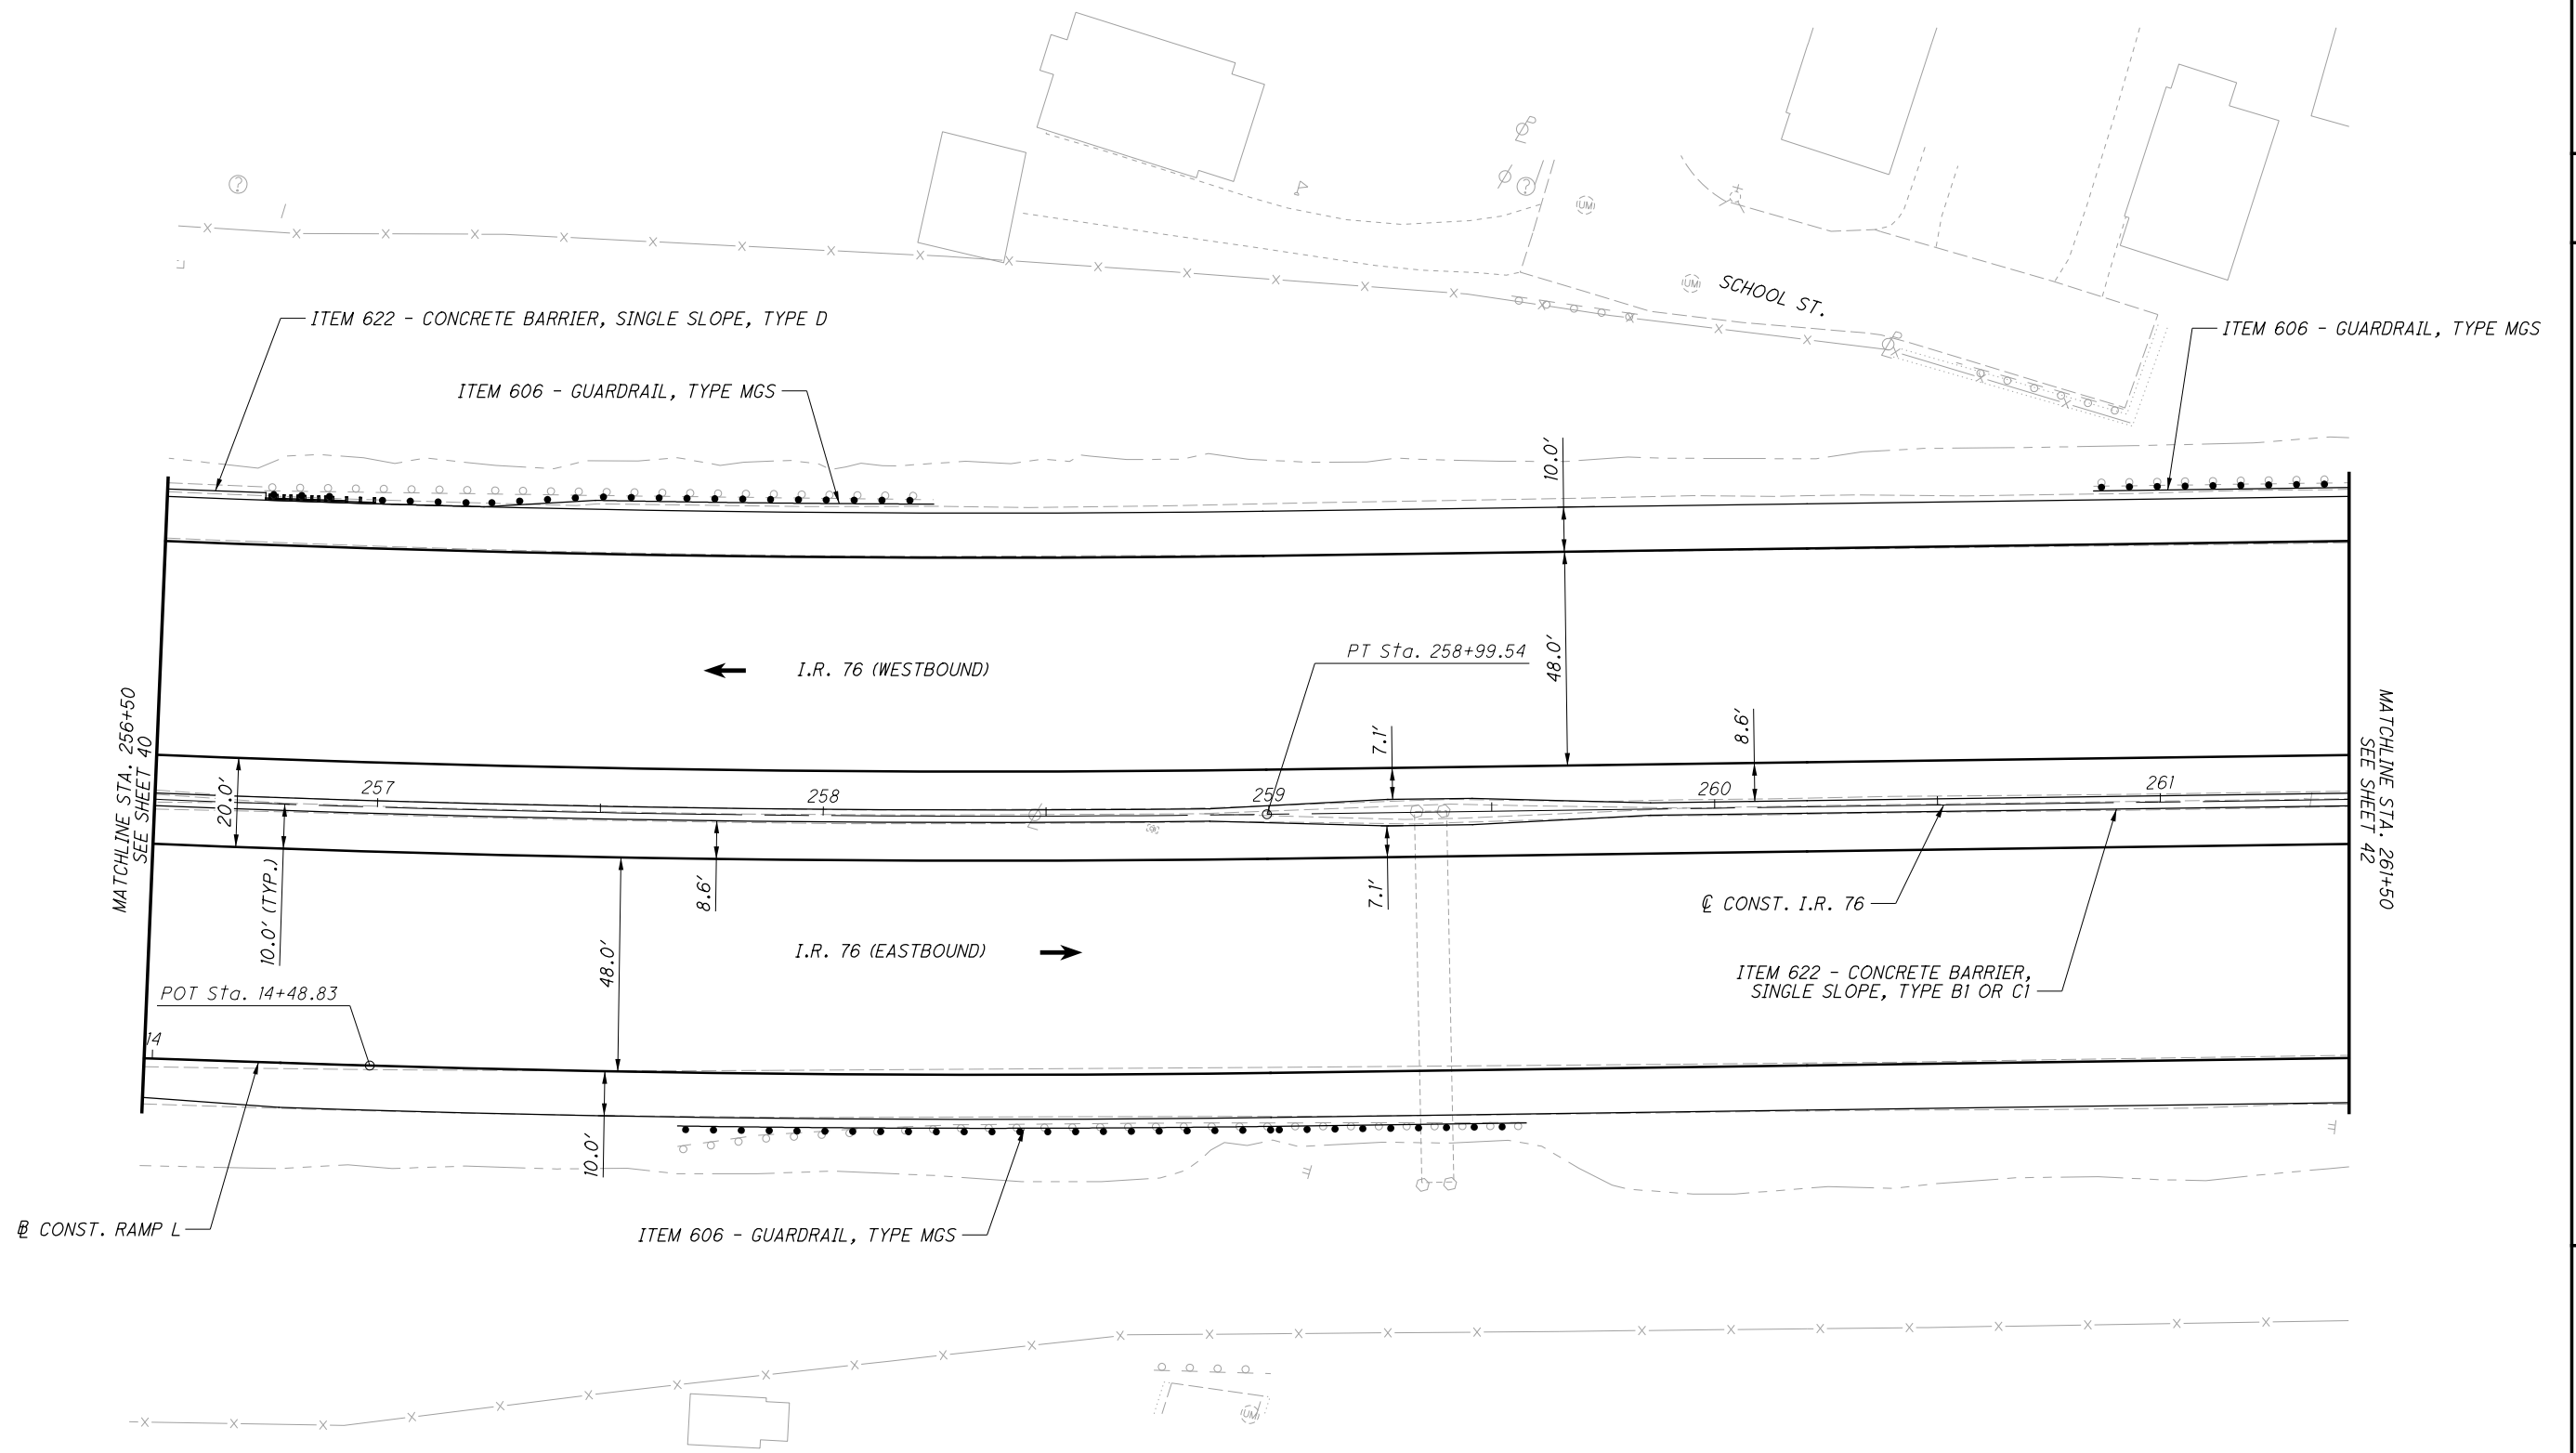 SCHOOL ST.
ITEM 622 - CONCRETE BARRIER, SINGLE SLOPE, TYPE D
ITEM 606 - GUARDRAIL, TYPE MGS
ITEM 606 - GUARDRAIL, TYPE MGS
?
?
UM
UM
10.0'
48.0'
I.R. 76 (WESTBOUND)
PT Sta. 258+99.54
7.1'
8.6'
MATCHLINE STA. 256+50
SEE SHEET 40
MATCHLINE STA. 261+50
SEE SHEET 42
20.0'
257
258
259
260
261
10.0' (TYP.)
8.6'
7.1'
℄ CONST. I.R. 76
48.0'
I.R. 76 (EASTBOUND)
ITEM 622 - CONCRETE BARRIER,
SINGLE SLOPE, TYPE B1 OR C1
POT Sta. 14+48.83
14
10.0'
CONST. RAMP L
ITEM 606 - GUARDRAIL, TYPE MGS
UM